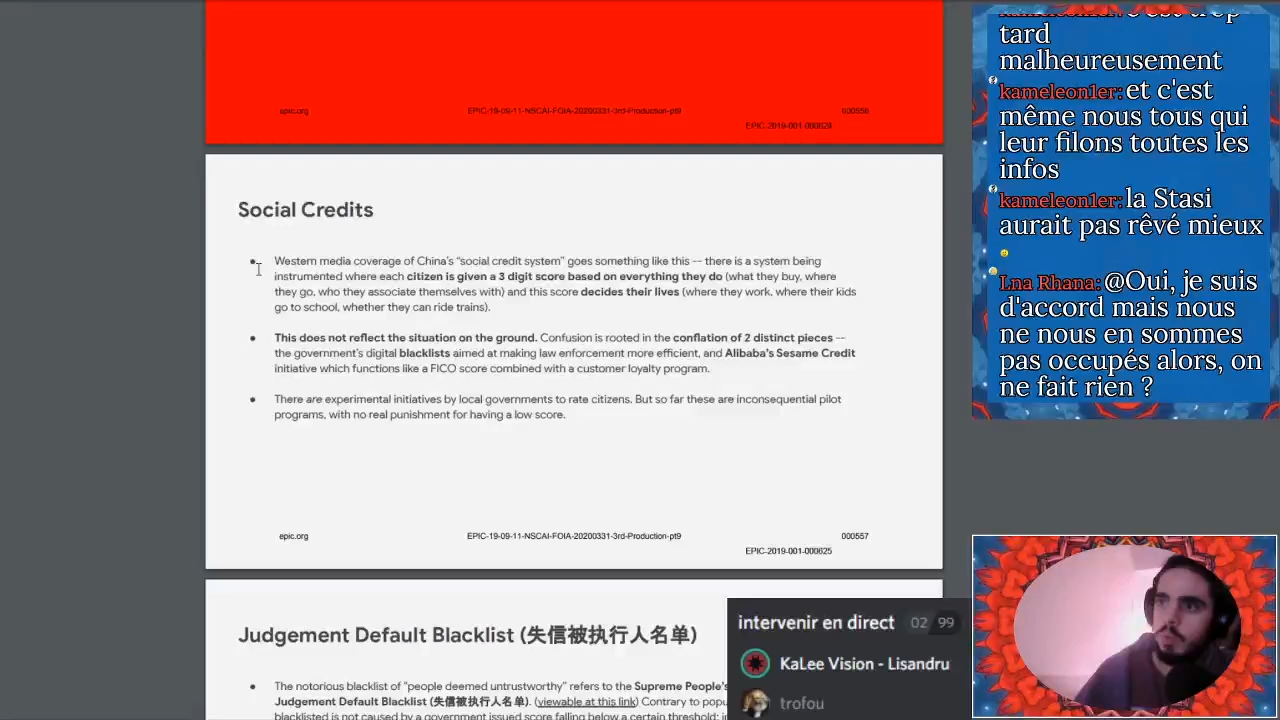 epic.org
EPIC-19-09-11-NSCAI-FOIA-20200331-3rd-Production-pt9
000556
EPIC-2019-001-000624
Social Credits
● Western media coverage of China's “social credit system” goes something like this -- there is a system being
instrumented where each citizen is given a 3 digit score based on everything they do (what they buy, where
they go, who they associate themselves with) and this score decides their lives (where they work, where their kids
go to school, whether they can ride trains).
● This does not reflect the situation on the ground. Confusion is rooted in the conflation of 2 distinct pieces --
the government's digital blacklists aimed at making law enforcement more efficient, and Alibaba's Sesame Credit
initiative which functions like a FICO score combined with a customer loyalty program.
● There are experimental initiatives by local governments to rate citizens. But so far these are inconsequential pilot
programs, with no real punishment for having a low score.
epic.org
EPIC-19-09-11-NSCAI-FOIA-20200331-3rd-Production-pt9
000557
EPIC-2019-001-000625
Judgement Default Blacklist (失信被执行人名单)
● The notorious blacklist of "people deemed untrustworthy" refers to the Supreme People's
Judgement Default Blacklist (失信被执行人名单). (viewable at this link) Contrary to popu
blacklisted is not caused by a government issued score falling below a certain threshold; i
kameleon1er: c'est trop
tard
malheureusement
kameleon1er: et c'est
même nous tous qui
leur filons toutes les
infos
kameleon1er: la Stasi
aurait pas rêvé mieux
Lna Rhana: @Oui, je suis
d'accord mais nous
ne nous en sommes
pas occupés alors, on
ne fait rien ?
intervenir en direct 02 99
KaLee Vision - Lisandru
trofou